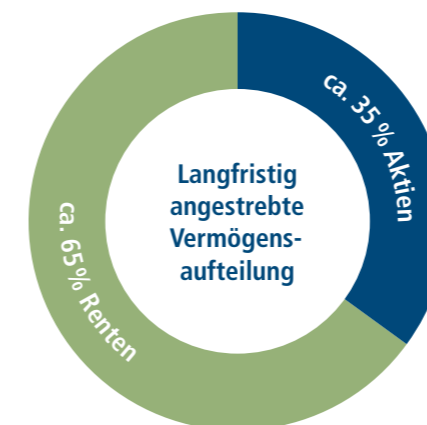 Langfristig
angestrebte
Vermögens-
aufteilung
ca. 35 % Aktien
ca. 65% Renten